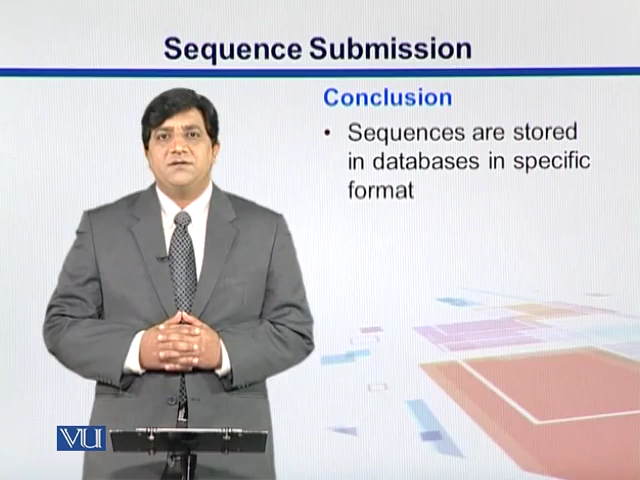 Sequence Submission
Conclusion
• Sequences are stored
in databases in specific
format
VU